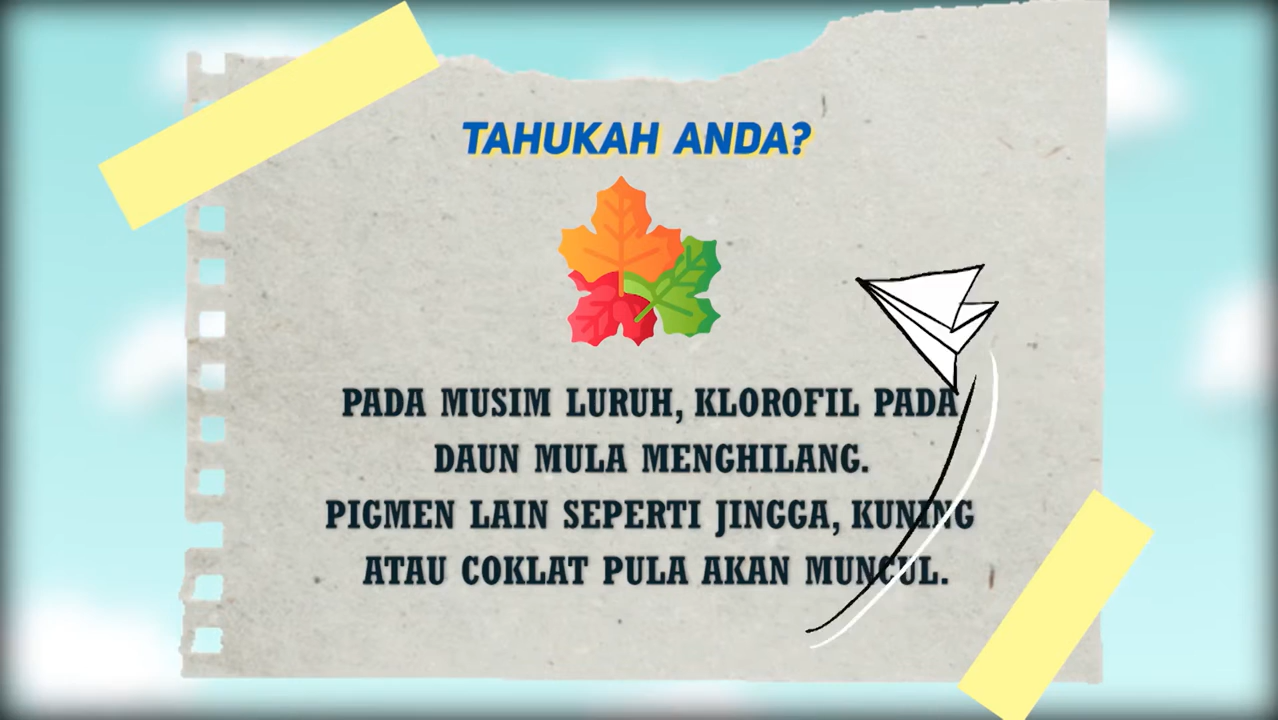 TAHUKAH ANDA?
PADA MUSIM LURUH, KLOROFIL PADA
DAUN MULA MENGHILANG.
PIGMEN LAIN SEPERTI JINGGA, KUNING
ATAU COKLAT PULA AKAN MUNCUL.